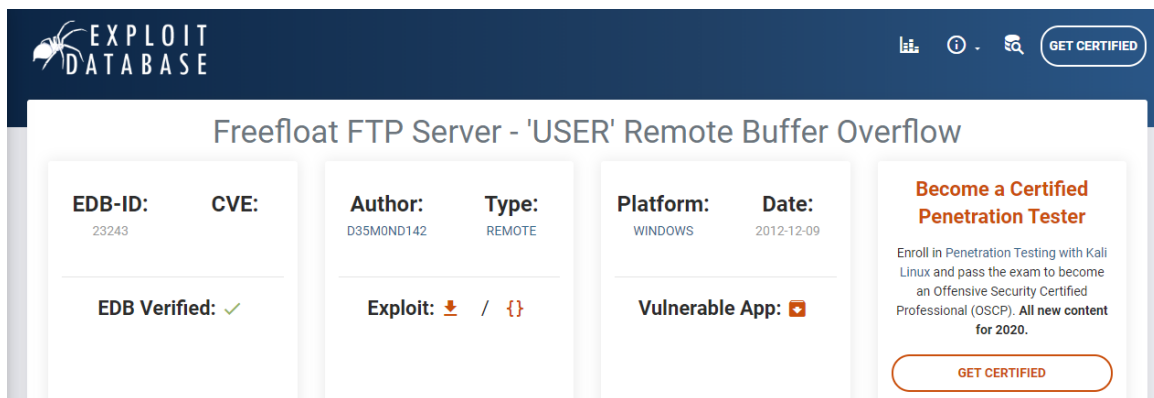 EXPLOIT
DATABASE
GET CERTIFIED
Freefloat FTP Server - 'USER' Remote Buffer Overflow
EDB-ID:
23243
CVE:
EDB Verified:
Author:
D35M0ND142
Type:
REMOTE
Exploit: / {}
Platform:
WINDOWS
Date:
2012-12-09
Vulnerable App:
Become a Certified
Penetration Tester
Enroll in Penetration Testing with Kali
Linux and pass the exam to become
an Offensive Security Certified
Professional (OSCP). All new content
for 2020.
GET CERTIFIED